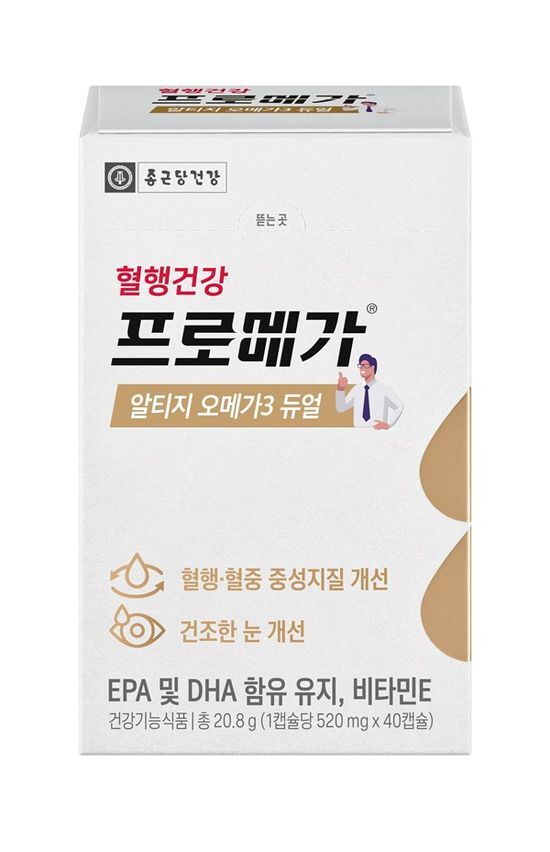 혈행건강
프로메가®
알티지 오메가3 듀얼
종근당건강
뜯는 곳
혈행건강
프로메가®
알티지 오메가3 듀얼
혈행·혈중 중성지질 개선
건조한 눈 개선
EPA 및 DHA 함유 유지, 비타민E
건강기능식품 | 총 20.8 g (1캡슐당 520 mg x 40캡슐)